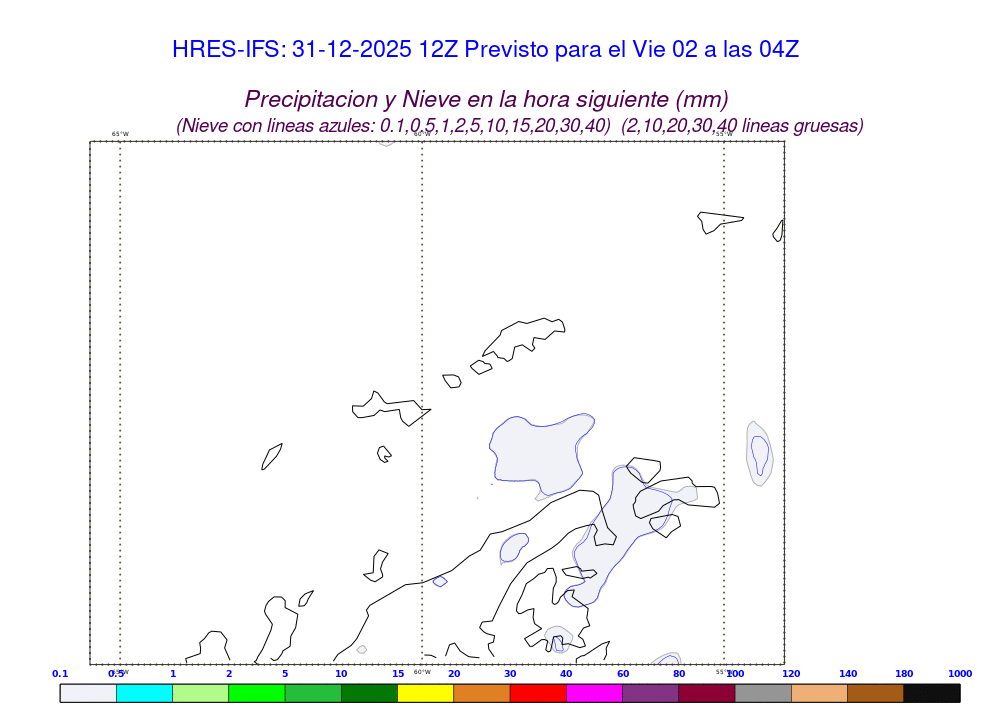 HRES-IFS: 31-12-2025 12Z Previsto para el Vie 02 a las 04Z
Precipitacion y Nieve en la hora siguiente (mm)
(Nieve con lineas azules: 0.1,0.5,1,2,5,10,15,20,30,40)  (2,10,20,30,40 lineas gruesas)
65°W 60°W 55°W
65°W 60°W 55°W
0.1 0.5 1 2 5 10 15 20 30 40 60 80 100 120 140 180 1000